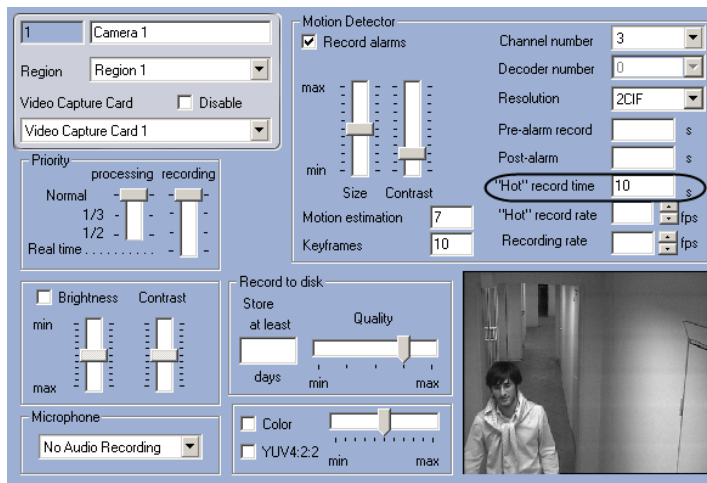 1
Camera 1
Region
Region 1
Video Capture Card
Disable
Video Capture Card 1
Priority
processing
recording
Normal
1/3
1/2
Real time
Brightness
Contrast
min
max
Microphone
No Audio Recording
Motion Detector
Record alarms
max
min
Size
Contrast
Motion estimation
7
Keyframes
10
Channel number
3
Decoder number
0
Resolution
2CIF
Pre-alarm record
s
Post-alarm
s
"Hot" record time
10
s
"Hot" record rate
fps
Recording rate
fps
Record to disk
Store
at least
days
Quality
min
max
Color
YUV4:2:2
min
max